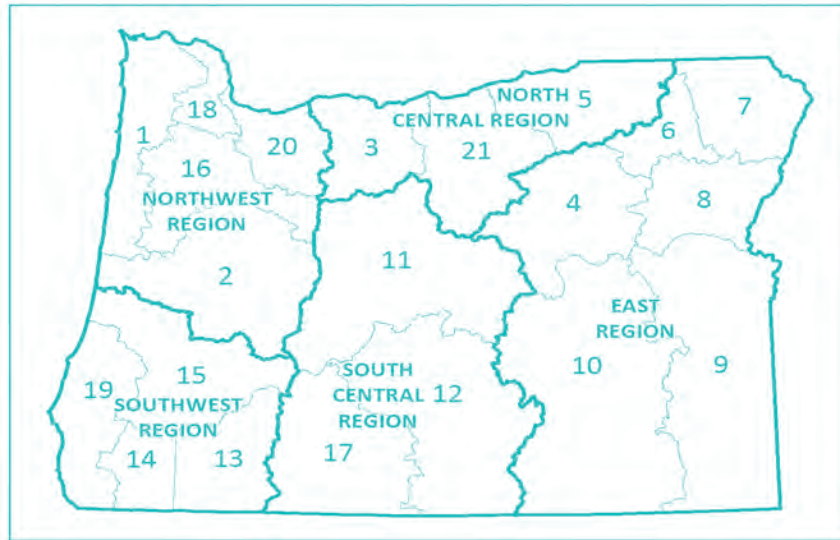 NORTH
CENTRAL REGION
5
7
6
18
1
20
3
21
16
NORTHWEST
REGION
4
8
2
11
EAST
REGION
10
9
SOUTH
CENTRAL
REGION
12
17
15
19
SOUTHWEST
REGION
14
13